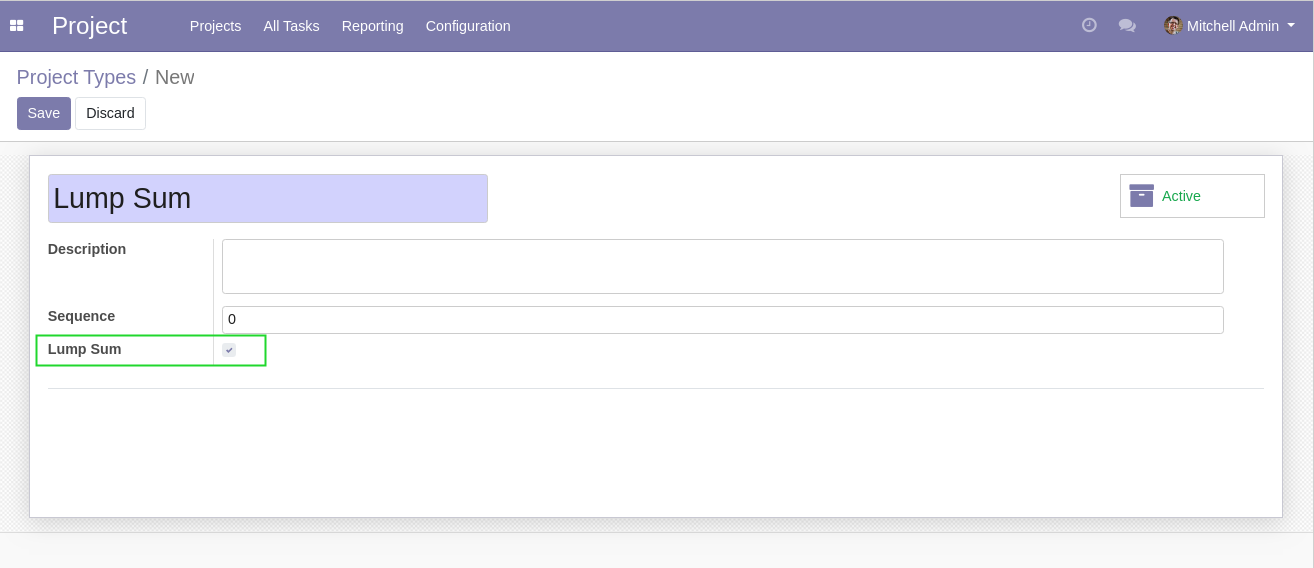 Project Projects All Tasks Reporting Configuration Mitchell Admin
Project Types / New
Save Discard
Lump Sum
Active
Description
Sequence 0
Lump Sum